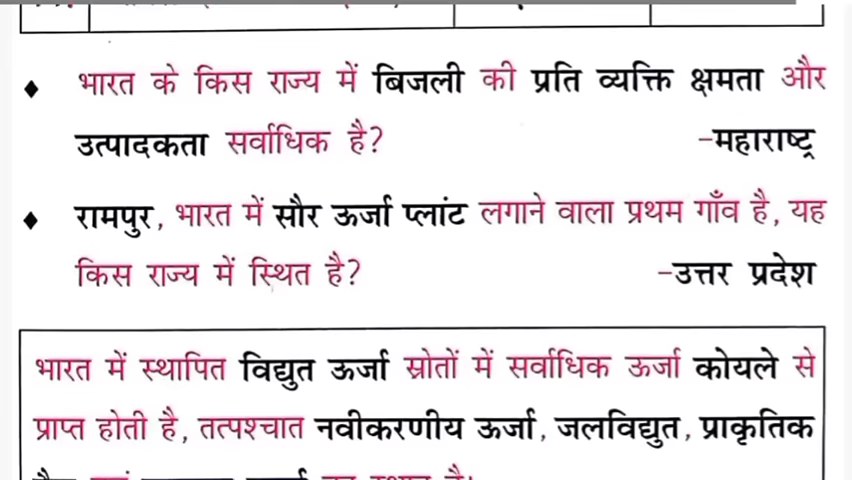 ♦ भारत के किस राज्य में बिजली की प्रति व्यक्ति क्षमता और
उत्पादकता सर्वाधिक है? -महाराष्ट्र
♦ रामपुर, भारत में सौर ऊर्जा प्लांट लगाने वाला प्रथम गाँव है, यह
किस राज्य में स्थित है? -उत्तर प्रदेश
भारत में स्थापित विद्युत ऊर्जा स्रोतों में सर्वाधिक ऊर्जा कोयले से
प्राप्त होती है, तत्पश्चात नवीकरणीय ऊर्जा, जलविद्युत, प्राकृतिक